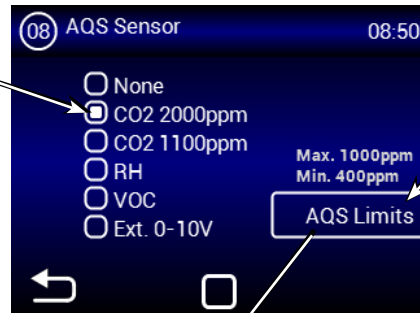 08 AQS Sensor 08:50
None
CO2 2000ppm
CO2 1100ppm
RH
VOC
Ext. 0-10V
Max. 1000ppm
Min. 400ppm
AQS Limits